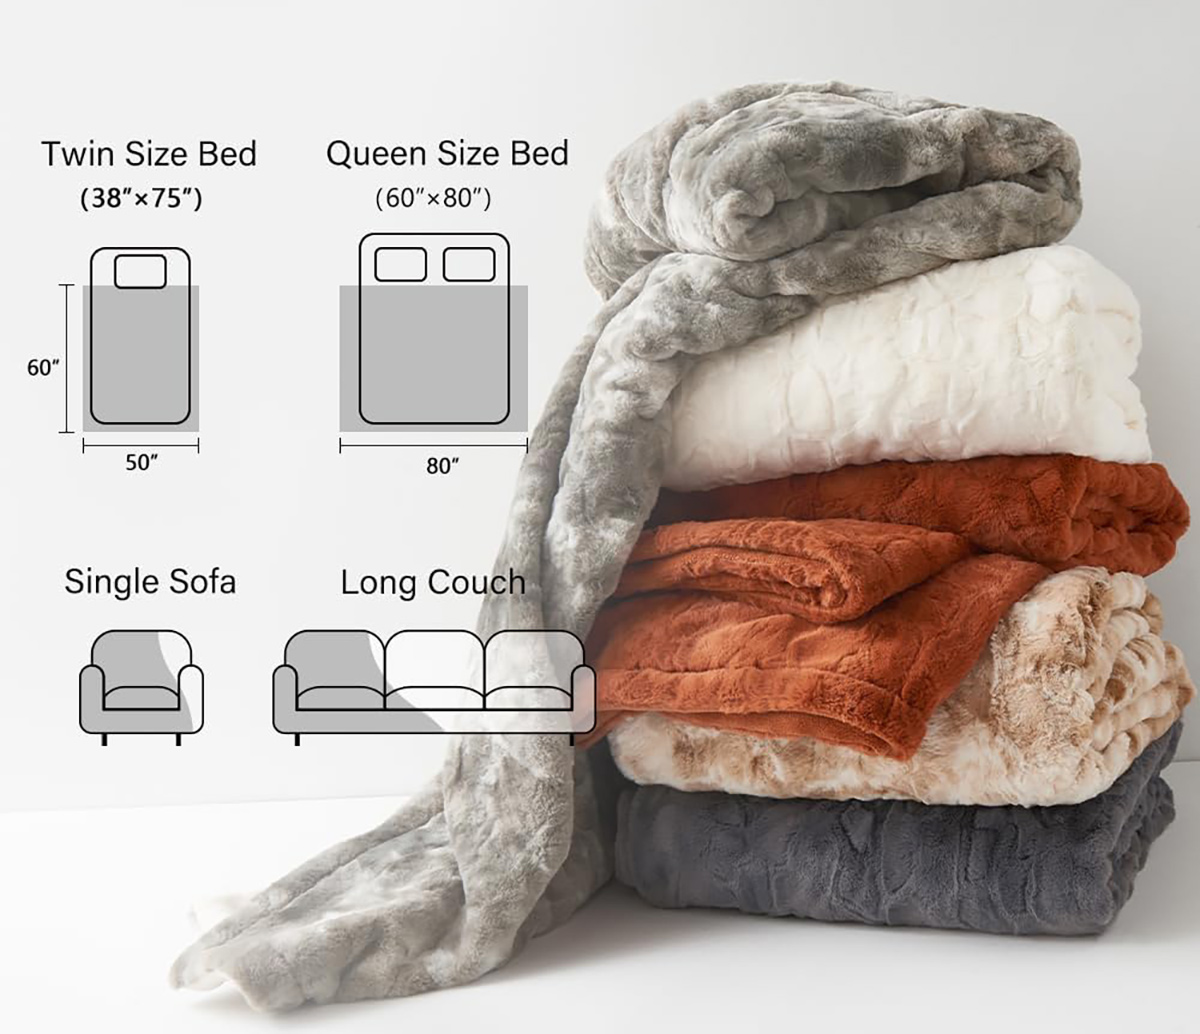 Twin Size Bed
(38″×75″)
60″
50″
Queen Size Bed
(60″×80″)
80″
Single Sofa
Long Couch